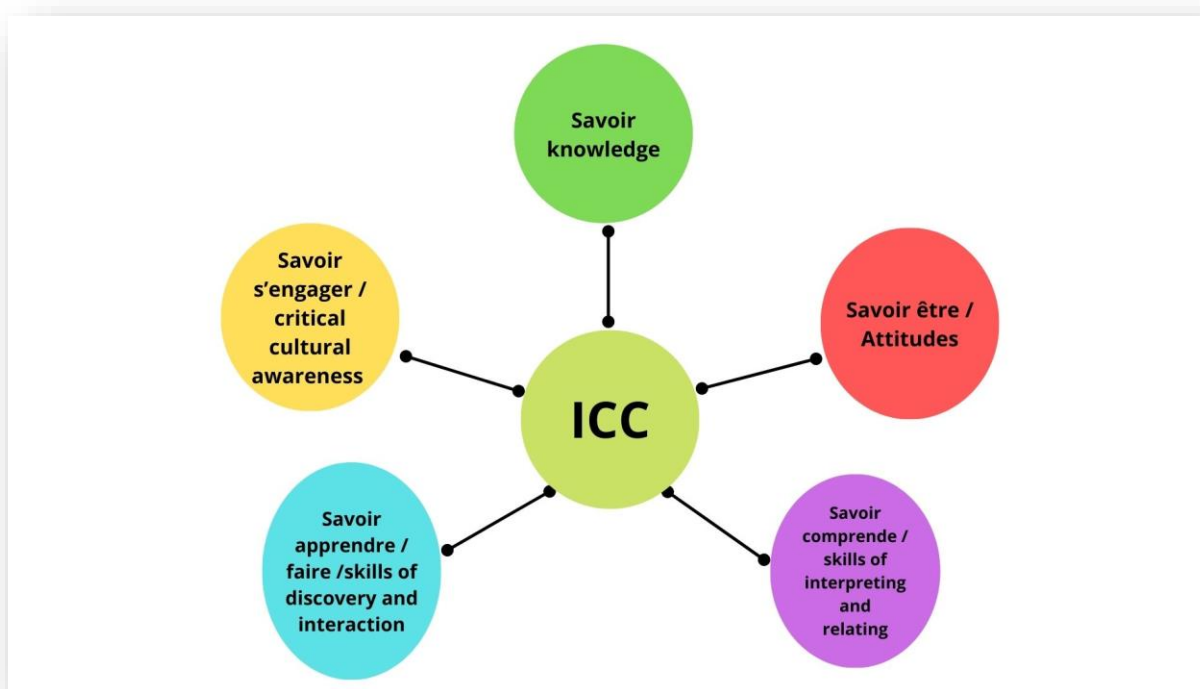 Savoir
knowledge
Savoir
s'engager /
critical
cultural
awareness
Savoir être /
Attitudes
ICC
Savoir
apprendre /
faire /skills of
discovery and
interaction
Savoir
comprende /
skills of
interpreting
and
relating